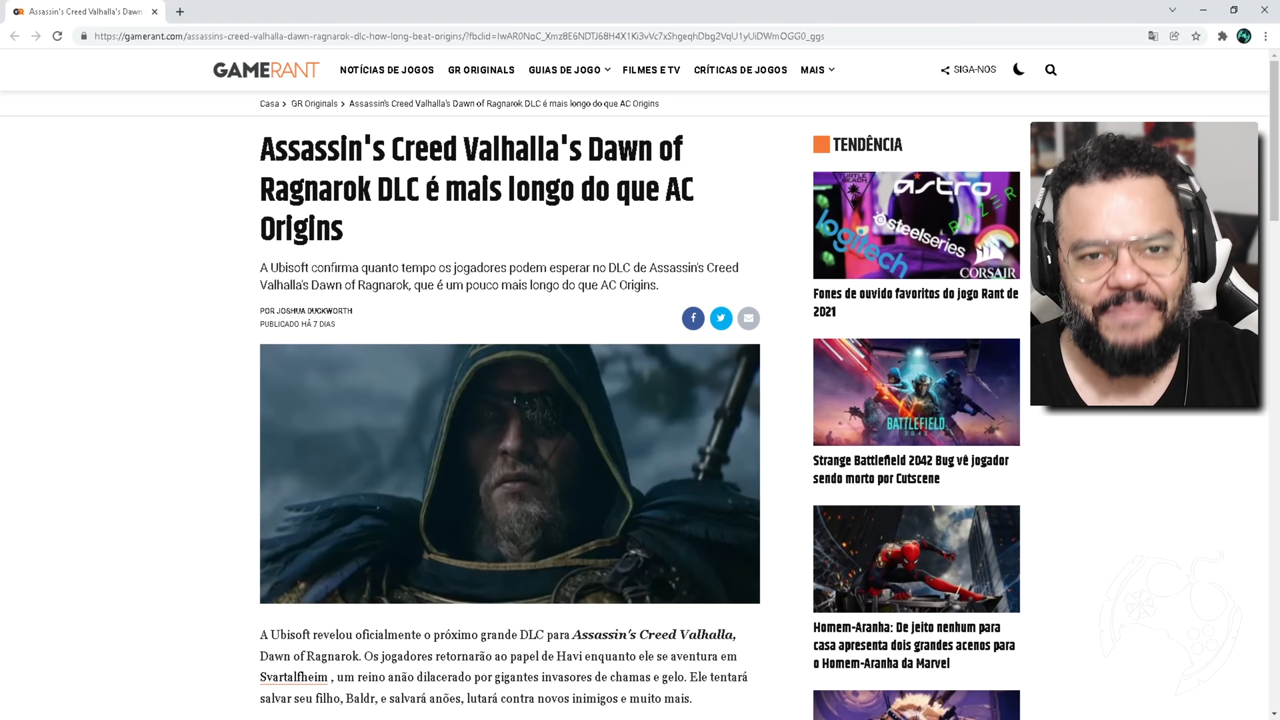 Assassin's Creed Valhalla's Dawn
https://gamerant.com/assassins-creed-valhalla-dawn-ragnarok-dlc-how-long-beat-origins/?fbclid=
GAMERANT
NOTÍCIAS DE JOGOS
GR ORIGINALS
GUIAS DE JOGO
FILMES E TV
CRÍTICAS DE JOGOS
MAIS
SIGA-NOS
Casa > GR Originals > Assassin's Creed Valhalla's Dawn of Ragnarok DLC é mais longo do que AC Origins
Assassin's Creed Valhalla's Dawn of
Ragnarok DLC é mais longo do que AC
Origins
A Ubisoft confirma quanto tempo os jogadores podem esperar no DLC de Assassin's Creed
Valhalla's Dawn of Ragnarok, que é um pouco mais longo do que AC Origins.
POR JOSHUA DUCKWORTH
PUBLICADO HÁ 7 DIAS
A Ubisoft revelou oficialmente o próximo grande DLC para Assassin's Creed Valhalla,
Dawn of Ragnarok. Os jogadores retornarão ao papel de Havi enquanto ele se aventura em
Svartalfheim , um reino anão dilacerado por gigantes invasores de chamas e gelo. Ele tentará
salvar seu filho, Baldr, e salvará anões, lutará contra novos inimigos e muito mais.
TENDÊNCIA
TURTLE BEACH
astro
RAZER
logitech
steelseries
CORSAIR
Fones de ouvido favoritos do jogo Rant de
2021
BATTLEFIELD
2042
Strange Battlefield 2042 Bug vê jogador
sendo morto por Cutscene
Homem-Aranha: De jeito nenhum para
casa apresenta dois grandes acenos para
o Homem-Aranha da Marvel